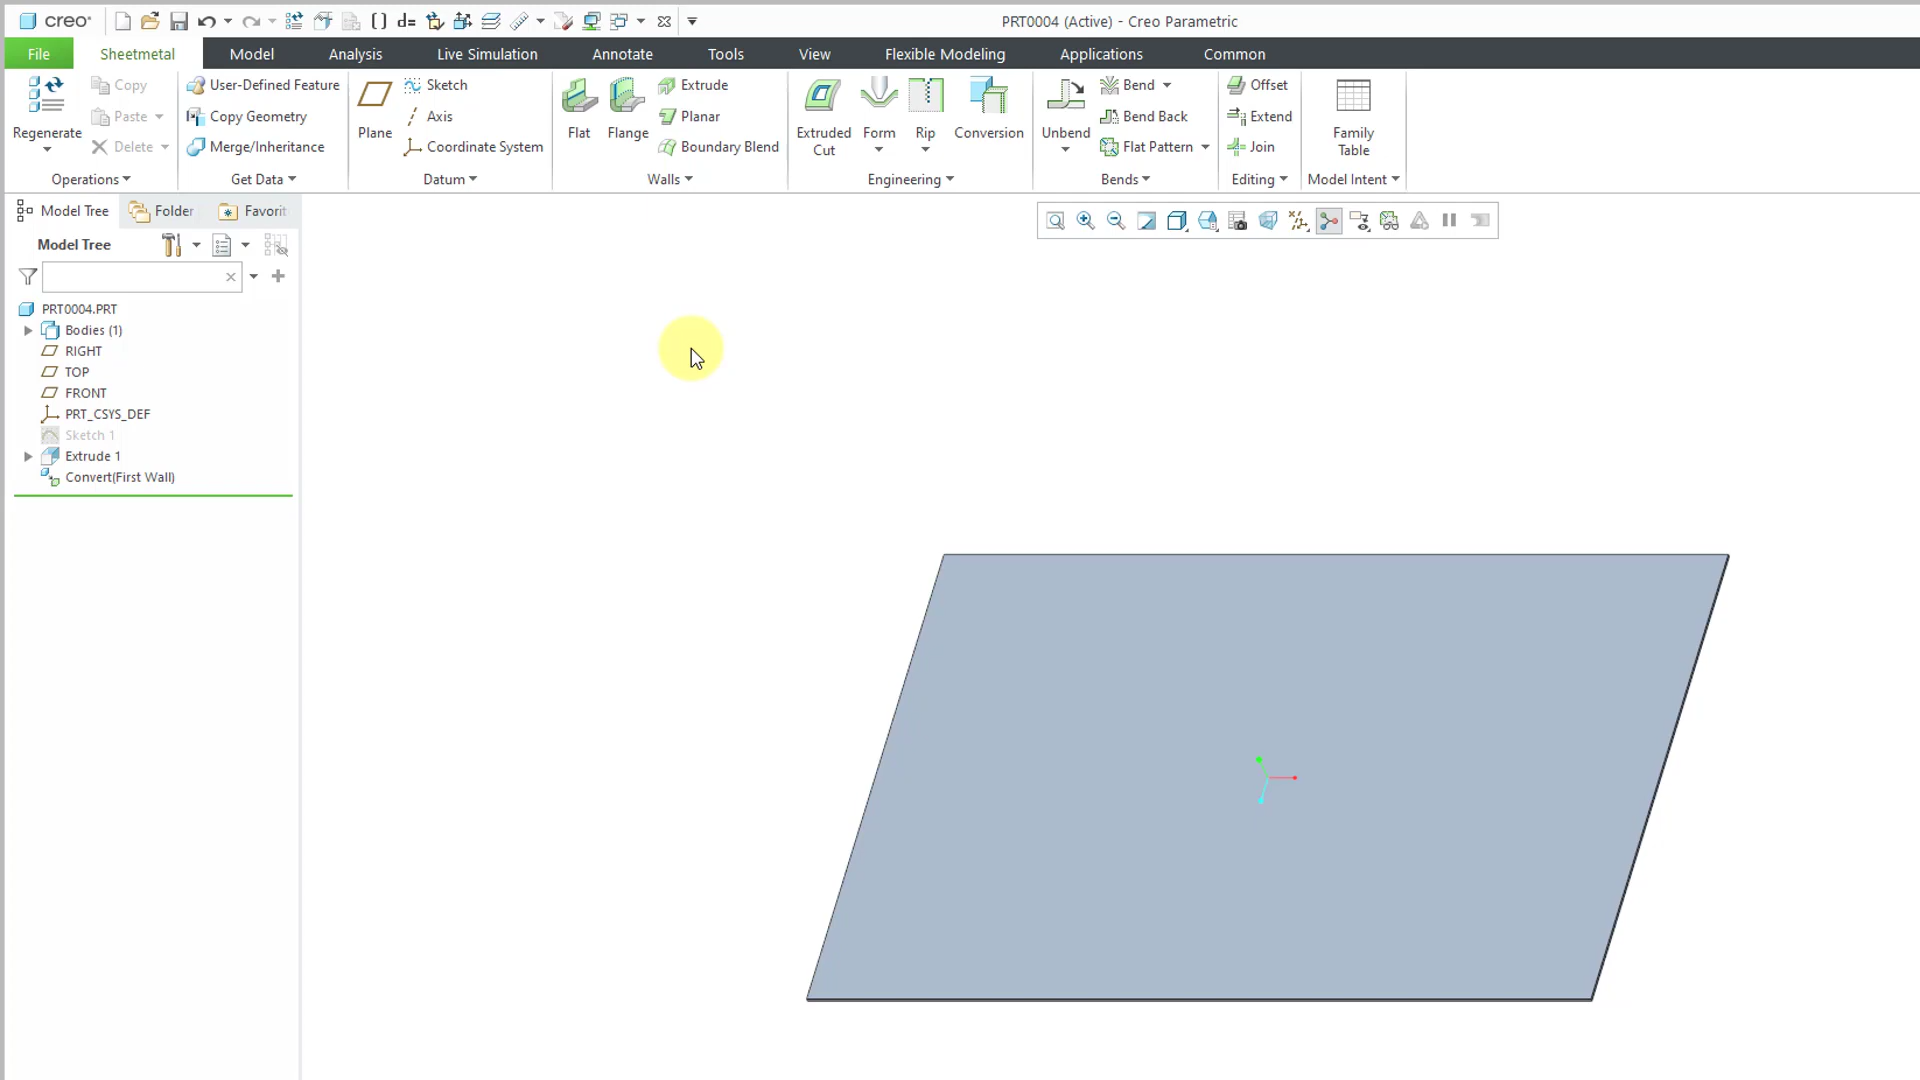 creo®
PRT0004 (Active) - Creo Parametric
File Sheetmetal Model Analysis Live Simulation Annotate Tools View Flexible Modeling Applications Common
Regenerate
Copy
Paste
Delete
Operations
User-Defined Feature
Copy Geometry
Merge/Inheritance
Get Data
Plane
Sketch
Axis
Coordinate System
Datum
Flat
Flange
Extrude
Planar
Boundary Blend
Walls
Extruded
Cut
Form
Rip
Conversion
Engineering
Unbend
Bend
Bend Back
Flat Pattern
Bends
Offset
Extend
Join
Editing
Family
Table
Model Intent
Model Tree Folder Favorit
Model Tree
PRT0004.PRT
Bodies (1)
RIGHT
TOP
FRONT
PRT_CSYS_DEF
Sketch 1
Extrude 1
Convert(First Wall)